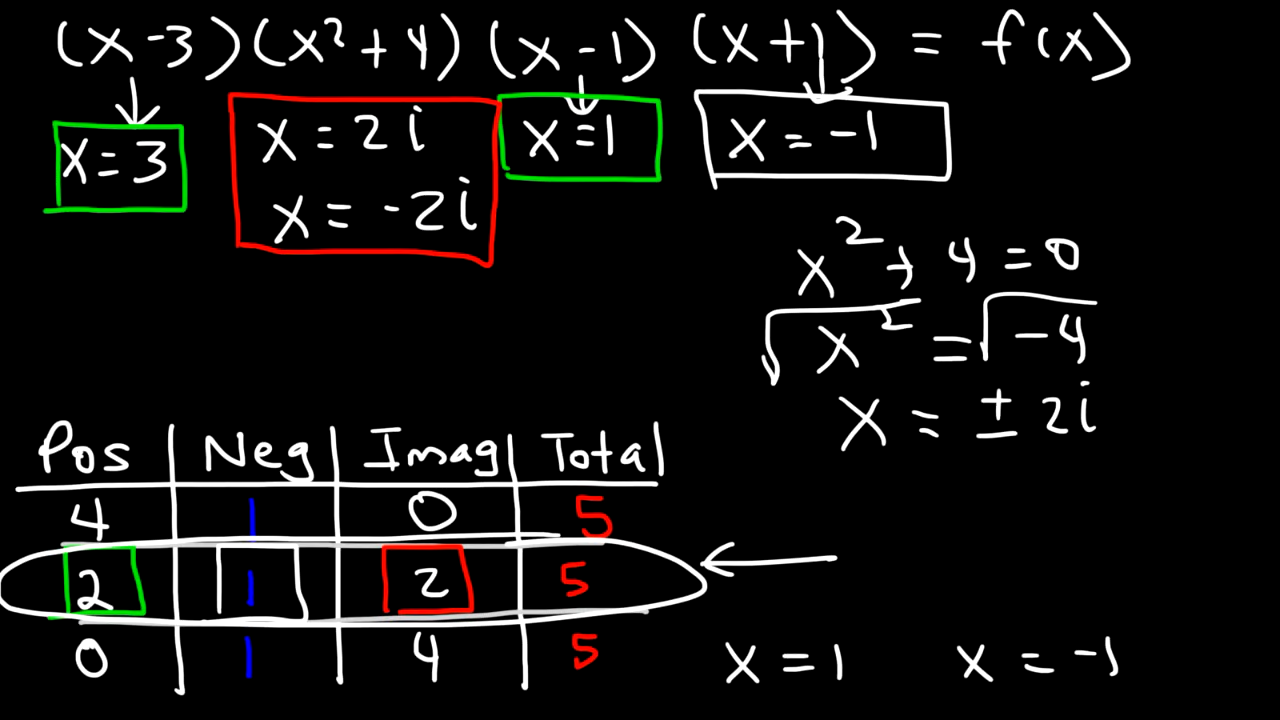 (x-3)(x²+4)(x-1)(x+1) = f(x)
x=3
x=2i
x=-2i
x=1
x=-1
x²+4=0
√x² = √-4
x = ± 2i
Pos | Neg | Imag | Total
4 | 1 | 0 | 5
2 | 1 | 2 | 5
0 | 1 | 4 | 5
x=1 x=-1